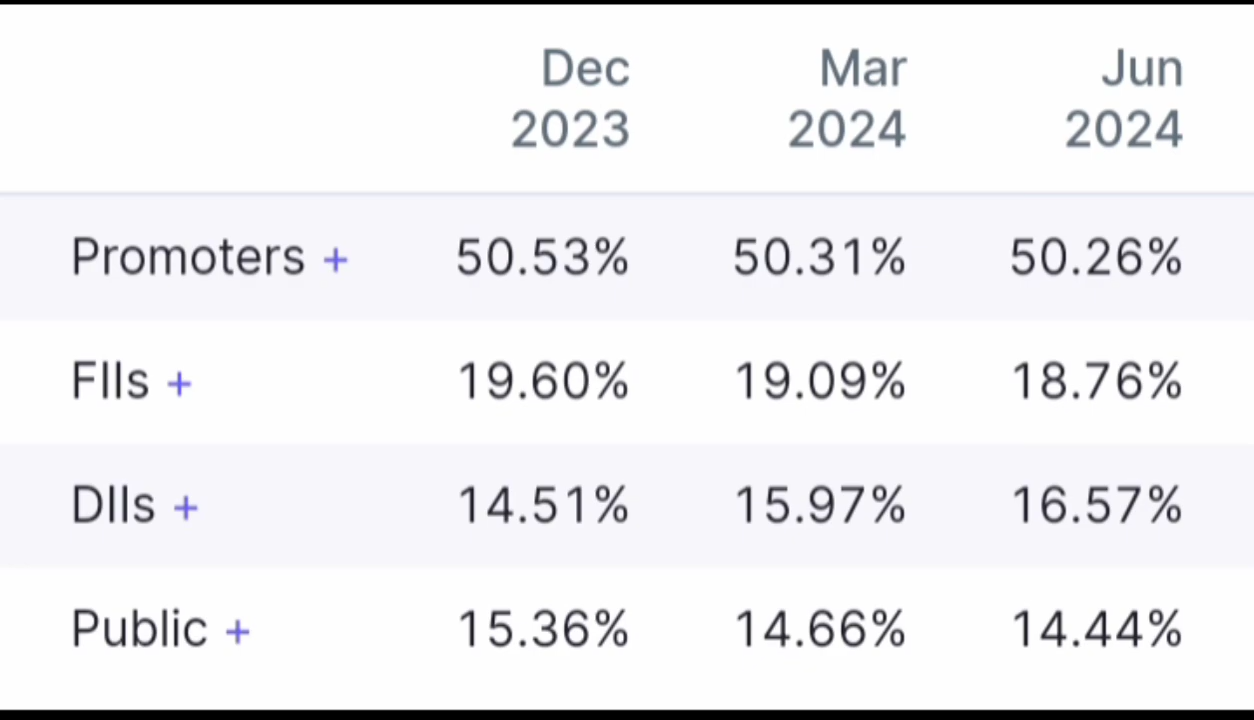 Dec Mar Jun
2023 2024 2024
Promoters + 50.53% 50.31% 50.26%
FIIs + 19.60% 19.09% 18.76%
DIIs + 14.51% 15.97% 16.57%
Public + 15.36% 14.66% 14.44%